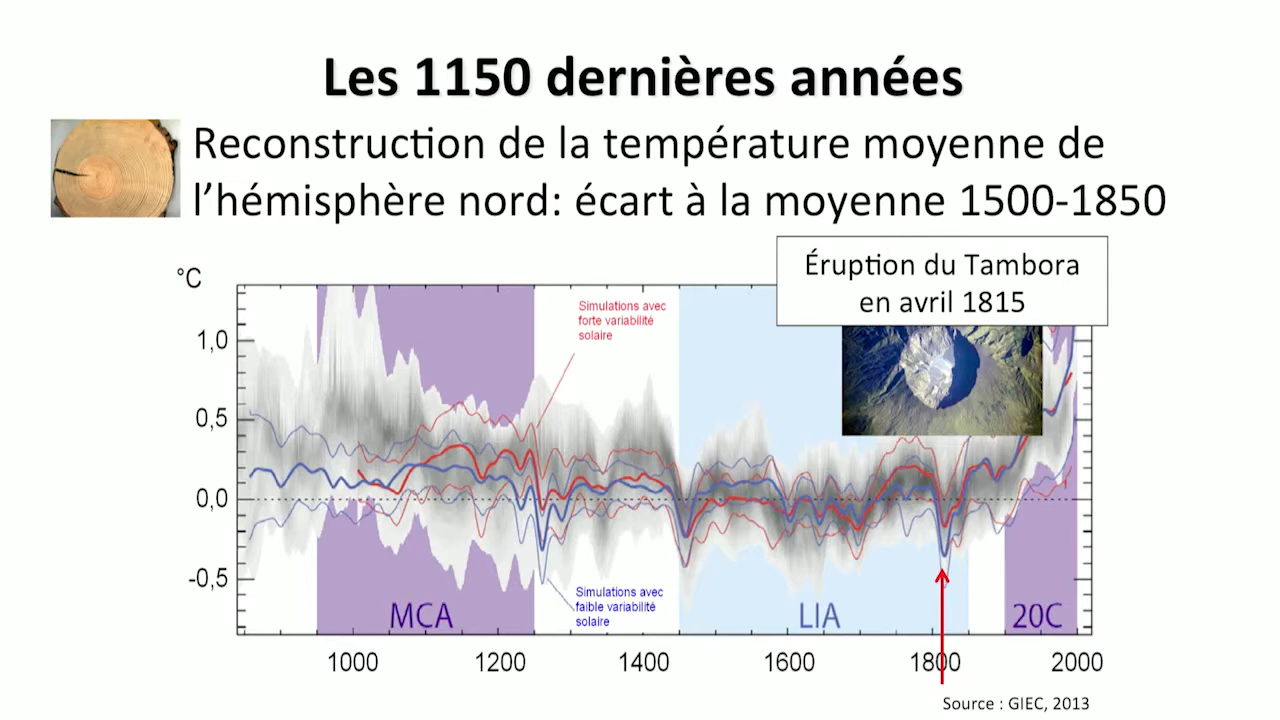 Les 1150 dernières années
Reconstruction de la température moyenne de
l’hémisphère nord: écart à la moyenne 1500-1850
Éruption du Tambora
en avril 1815
°C
Simulations avec
forte variabilité
solaire
1,0
0,5
0,0
-0,5
Simulations avec
faible variabilité
solaire
MCA
LIA
20C
1000 1200 1400 1600 1800 2000
Source : GIEC, 2013